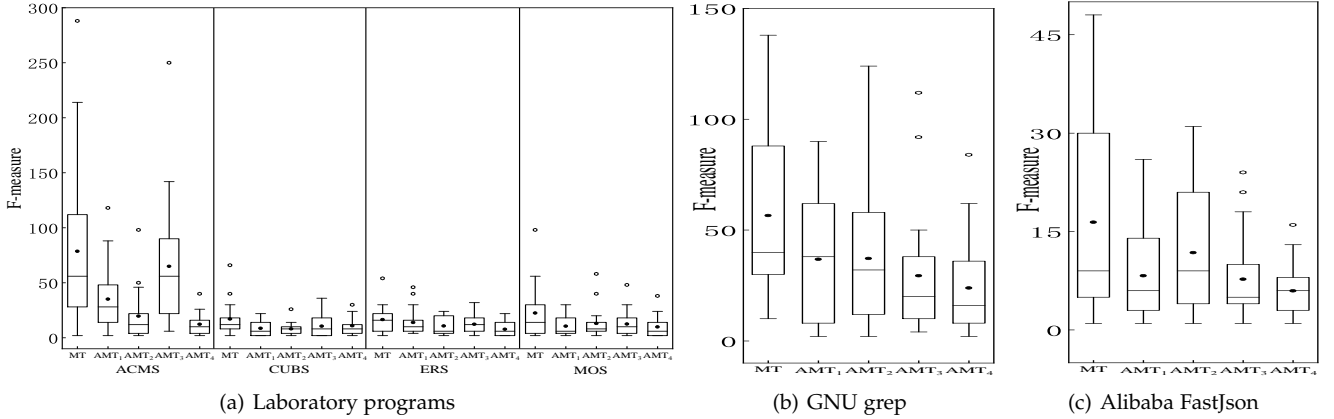 300
250
200
150
100
50
0
F-measure
MT AMT1 AMT2 AMT3 AMT4 MT AMT1 AMT2 AMT3 AMT4 MT AMT1 AMT2 AMT3 AMT4 MT AMT1 AMT2 AMT3 AMT4
ACMS CUBS ERS MOS
(a) Laboratory programs
150
100
50
0
F-measure
MT AMT1 AMT2 AMT3 AMT4
(b) GNU grep
45
30
15
0
F-measure
MT AMT1 AMT2 AMT3 AMT4
(c) Alibaba FastJson